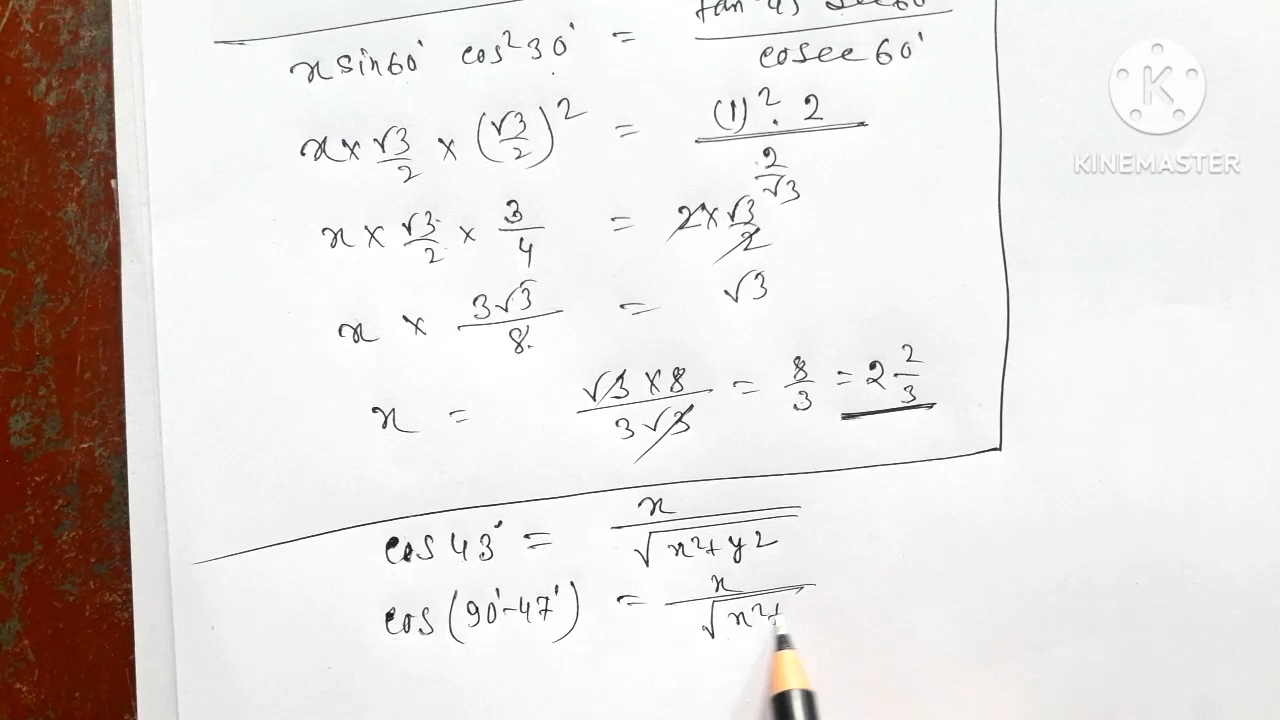 x sin60° cos²30° =
cosec 60°
x × √3/2 × (√3/2)² = (1)² . 2 / 2/√3
x × √3/2 × 3/4 = 2 × √3/2
x × 3√3/8 = √3
x = √3 × 8 / 3√3 = 8/3 = 2 2/3
cos 43° = x / √x²+y²
cos (90°-47°) = x / √x²+
K
KINEMASTER